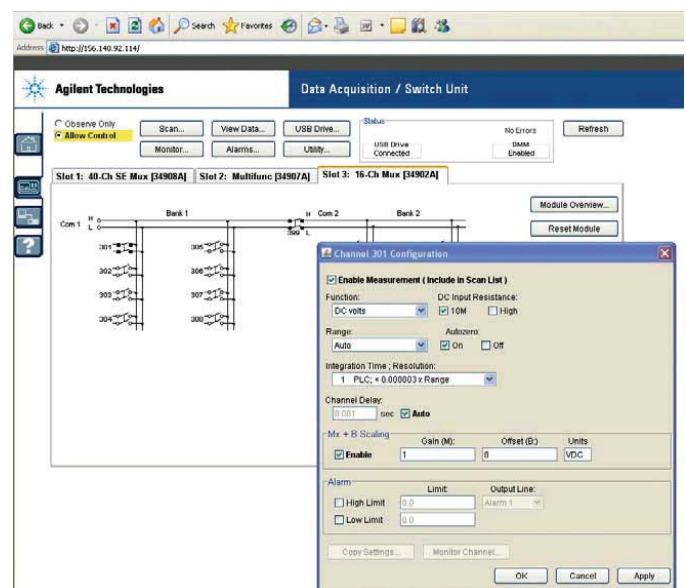 Back Search Favorites
Address http://156.140.92.114/
Agilent Technologies Data Acquisition / Switch Unit
Observe Only
Allow Control
Scan... View Data... USB Drive...
Monitor... Alarms... Utility...
Status
No Errors
USB Drive Connected
DMM Enabled
Refresh
Slot 1: 40-Ch SE Mux [34908A] Slot 2: Multifunc [34907A] Slot 3: 16-Ch Mux [34902A]
Module Overview...
Reset Module
Com 1 H L Bank 1 H Com 2 Bank 2
399 L
301 305
302 306
303 307
304 308
Channel 301 Configuration
Enable Measurement (Include in Scan List)
Function: DC Input Resistance:
DC volts 10M High
Range: Autozero:
Auto On Off
Integration Time ; Resolution:
1 PLC; < 0.000003 x Range
Channel Delay:
0.001 sec Auto
Mx + B Scaling
Gain (M): Offset (B:) Units
Enable 1 0 VDC
Alarm
Limit: Output Line:
High Limit 0.0 Alarm 1
Low Limit 0.0
Copy Settings... Monitor Channel...
OK Cancel Apply